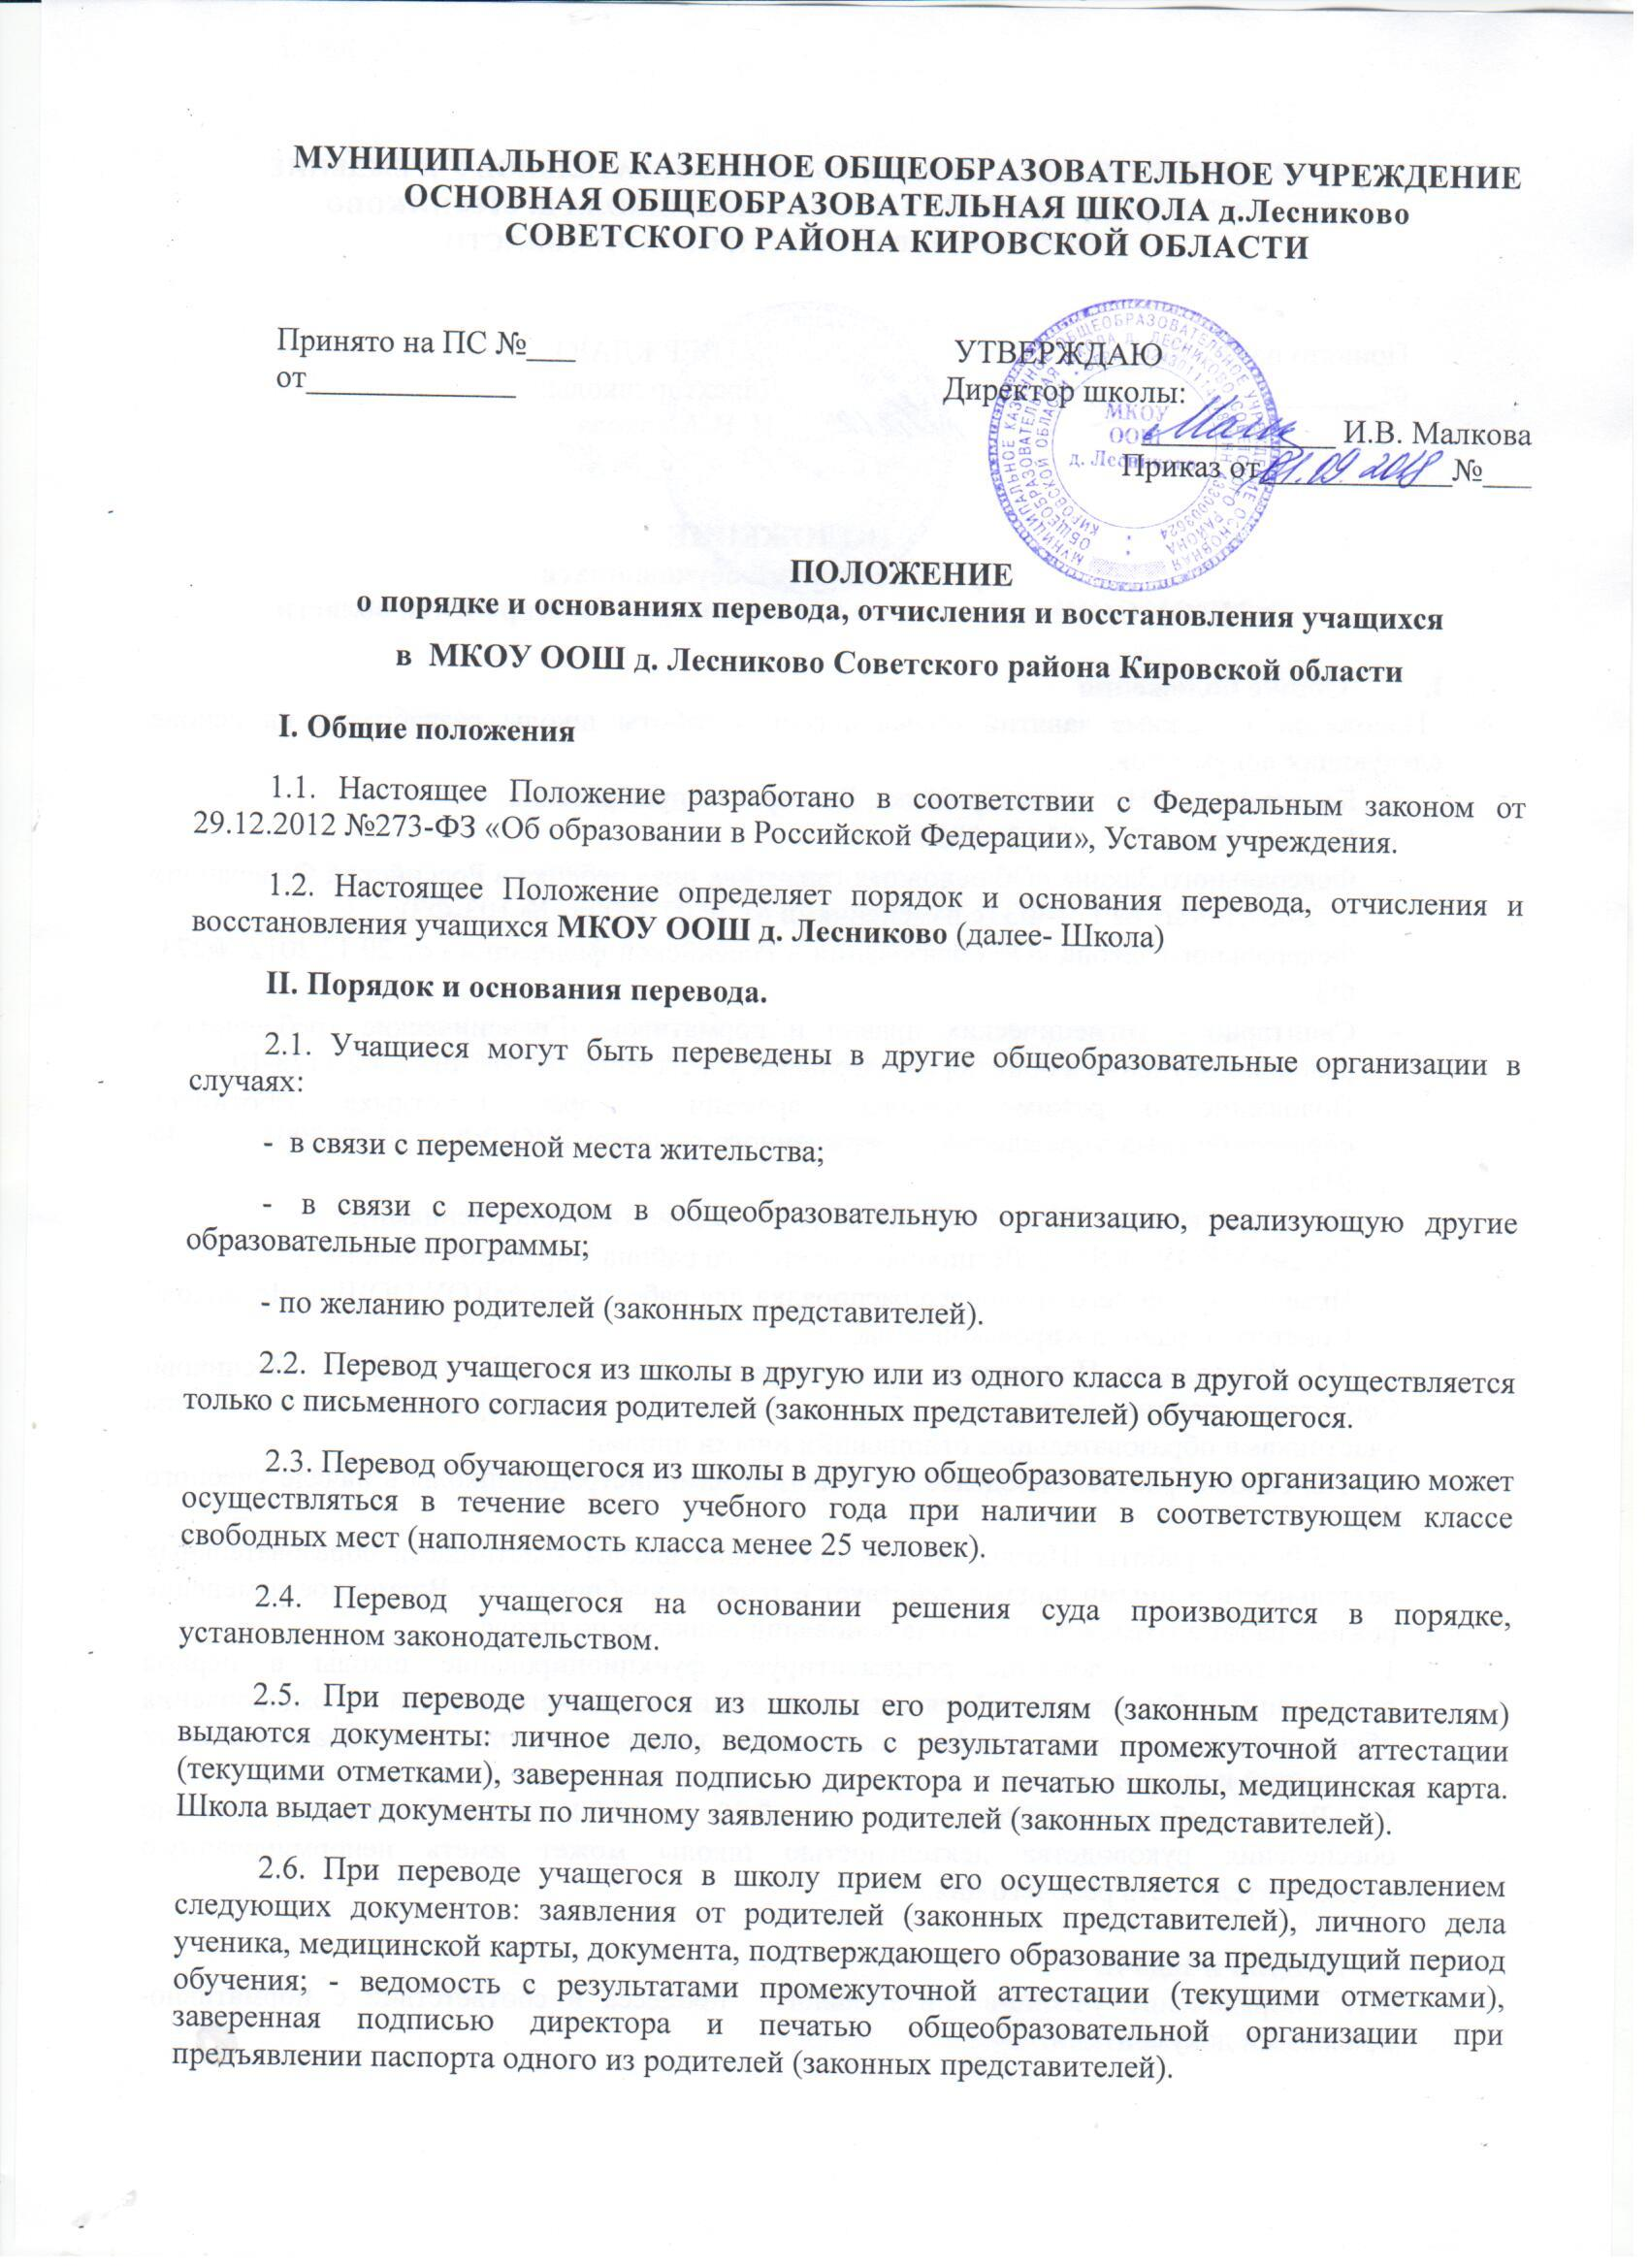 МУНИЦИПАЛЬНОЕ КАЗЕННОЕ ОБЩЕОБРАЗОВАТЕЛЬНОЕ УЧРЕЖДЕНИЕ
ОСНОВНАЯ ОБЩЕОБРАЗОВАТЕЛЬНАЯ ШКОЛА д.Лесниково
СОВЕТСКОГО РАЙОНА КИРОВСКОЙ ОБЛАСТИ
Принято на ПС №___
от_____________
УТВЕРЖДАЮ
Директор школы:
____________ И.В. Малкова
Приказ от 01.09.2018 №___
МКОУ
ООШ
д. Лесниково
ПОЛОЖЕНИЕ
о порядке и основаниях перевода, отчисления и восстановления учащихся
в МКОУ ООШ д. Лесниково Советского района Кировской области
I. Общие положения
1.1. Настоящее Положение разработано в соответствии с Федеральным законом от
29.12.2012 №273-ФЗ «Об образовании в Российской Федерации», Уставом учреждения.
1.2. Настоящее Положение определяет порядок и основания перевода, отчисления и
восстановления учащихся МКОУ ООШ д. Лесниково (далее- Школа)
II. Порядок и основания перевода.
2.1. Учащиеся могут быть переведены в другие общеобразовательные организации в
случаях:
- в связи с переменой места жительства;
- в связи с переходом в общеобразовательную организацию, реализующую другие
образовательные программы;
- по желанию родителей (законных представителей).
2.2. Перевод учащегося из школы в другую или из одного класса в другой осуществляется
только с письменного согласия родителей (законных представителей) обучающегося.
2.3. Перевод обучающегося из школы в другую общеобразовательную организацию может
осуществляться в течение всего учебного года при наличии в соответствующем классе
свободных мест (наполняемость класса менее 25 человек).
2.4. Перевод учащегося на основании решения суда производится в порядке,
установленном законодательством.
2.5. При переводе учащегося из школы его родителям (законным представителям)
выдаются документы: личное дело, ведомость с результатами промежуточной аттестации
(текущими отметками), заверенная подписью директора и печатью школы, медицинская карта.
Школа выдает документы по личному заявлению родителей (законных представителей).
2.6. При переводе учащегося в школу прием его осуществляется с предоставлением
следующих документов: заявления от родителей (законных представителей), личного дела
ученика, медицинской карты, документа, подтверждающего образование за предыдущий период
обучения; - ведомость с результатами промежуточной аттестации (текущими отметками),
заверенная подписью директора и печатью общеобразовательной организации при
предъявлении паспорта одного из родителей (законных представителей).